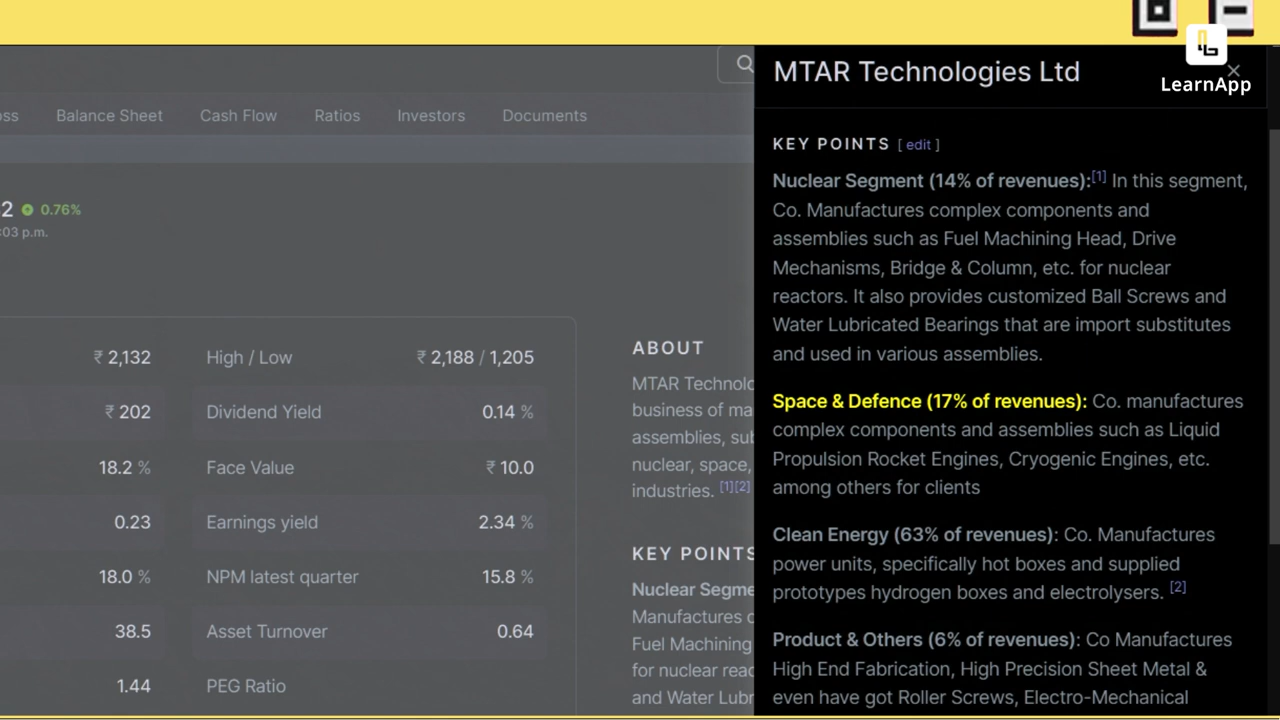 LearnApp
MTAR Technologies Ltd
oss Balance Sheet Cash Flow Ratios Investors Documents
2 0.76%
:03 p.m.
₹ 2,132 High / Low ₹ 2,188 / 1,205
₹ 202 Dividend Yield 0.14 %
18.2 % Face Value ₹ 10.0
0.23 Earnings yield 2.34 %
18.0 % NPM latest quarter 15.8 %
38.5 Asset Turnover 0.64
1.44 PEG Ratio
ABOUT
MTAR Technolo
business of ma
assemblies, sub
nuclear, space,
industries. [1][2]
KEY POINTS
Nuclear Segme
Manufactures c
Fuel Machining
for nuclear reac
and Water Lubr
KEY POINTS [ edit ]
Nuclear Segment (14% of revenues):[1] In this segment,
Co. Manufactures complex components and
assemblies such as Fuel Machining Head, Drive
Mechanisms, Bridge & Column, etc. for nuclear
reactors. It also provides customized Ball Screws and
Water Lubricated Bearings that are import substitutes
and used in various assemblies.
Space & Defence (17% of revenues): Co. manufactures
complex components and assemblies such as Liquid
Propulsion Rocket Engines, Cryogenic Engines, etc.
among others for clients
Clean Energy (63% of revenues): Co. Manufactures
power units, specifically hot boxes and supplied
prototypes hydrogen boxes and electrolysers. [2]
Product & Others (6% of revenues): Co Manufactures
High End Fabrication, High Precision Sheet Metal &
even have got Roller Screws, Electro-Mechanical